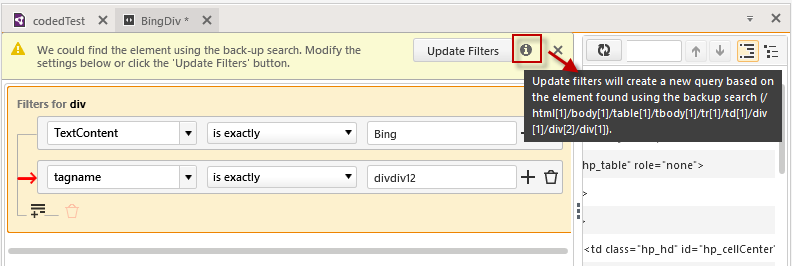 codedTest
BingDiv *
We could find the element using the back-up search. Modify the
settings below or click the 'Update Filters' button.
Update Filters
Update filters will create a new query based on
the element found using the backup search (/
html[1]/body[1]/table[1]/tbody[1]/tr[1]/td[1]/div
[1]/div[2]/div[1]).
Filters for div
TextContent
is exactly
Bing
tagname
is exactly
divdiv12
hp_table" role="none">
>
<td class="hp_hd" id="hp_cellCenter"